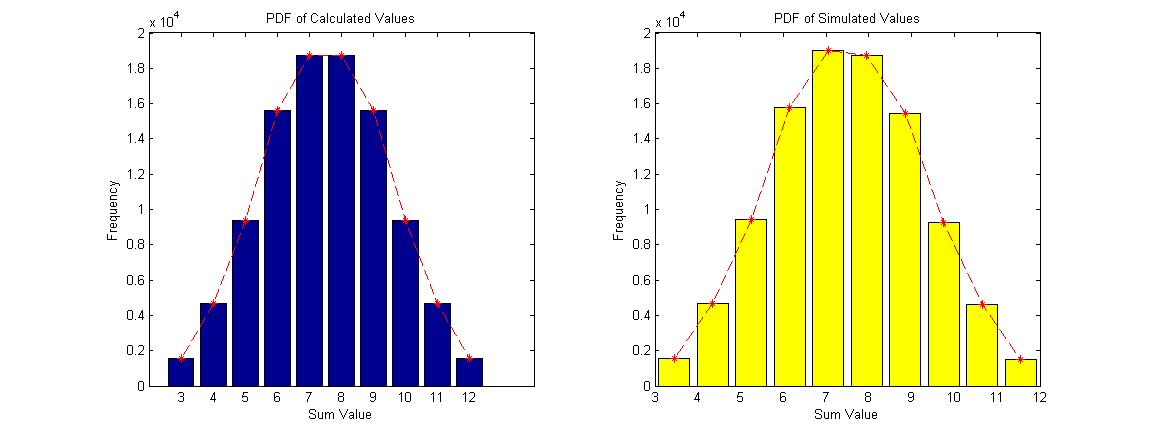 PDF of Calculated Values
x 10^4
2
1.8
1.6
1.4
1.2
1
0.8
0.6
0.4
0.2
0
Frequency
3 4 5 6 7 8 9 10 11 12
Sum Value
PDF of Simulated Values
x 10^4
2
1.8
1.6
1.4
1.2
1
0.8
0.6
0.4
0.2
0
Frequency
3 4 5 6 7 8 9 10 11 12
Sum Value